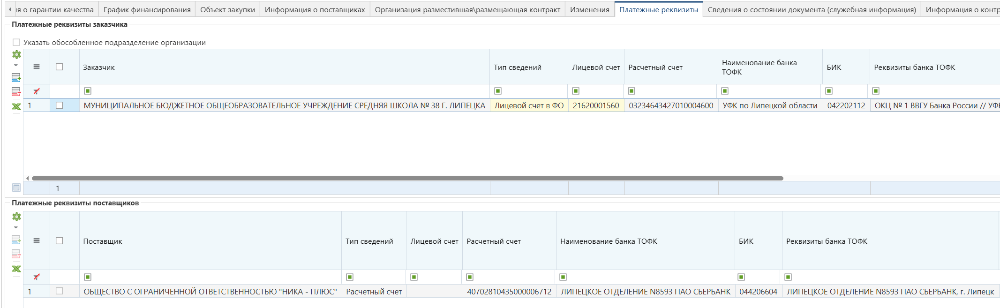 ия о гарантии качества График финансирования Объект закупки Информация о поставщиках Организация разместившая\размещающая контракт Изменения Платежные реквизиты Сведения о состоянии документа (служебная информация) Информация о контр
Платежные реквизиты заказчика
Указать обособленное подразделение организации
Заказчик Тип сведений Лицевой счет Расчетный счет Наименование банка ТОФК БИК Реквизиты банка ТОФК
1 МУНИЦИПАЛЬНОЕ БЮДЖЕТНОЕ ОБЩЕОБРАЗОВАТЕЛЬНОЕ УЧРЕЖДЕНИЕ СРЕДНЯЯ ШКОЛА № 38 Г. ЛИПЕЦКА Лицевой счет в ФО 21620001560 03234643427010004600 УФК по Липецкой области 042202112 ОКЦ № 1 ВВГУ Банка России // УФК
1
Платежные реквизиты поставщиков
Поставщик Тип сведений Лицевой счет Расчетный счет Наименование банка ТОФК БИК Реквизиты банка ТОФК
1 ОБЩЕСТВО С ОГРАНИЧЕННОЙ ОТВЕТСТВЕННОСТЬЮ "НИКА - ПЛЮС" Расчетный счет 40702810435000006712 ЛИПЕЦКОЕ ОТДЕЛЕНИЕ N8593 ПАО СБЕРБАНК 044206604 ЛИПЕЦКОЕ ОТДЕЛЕНИЕ N8593 ПАО СБЕРБАНК, г. Липецк